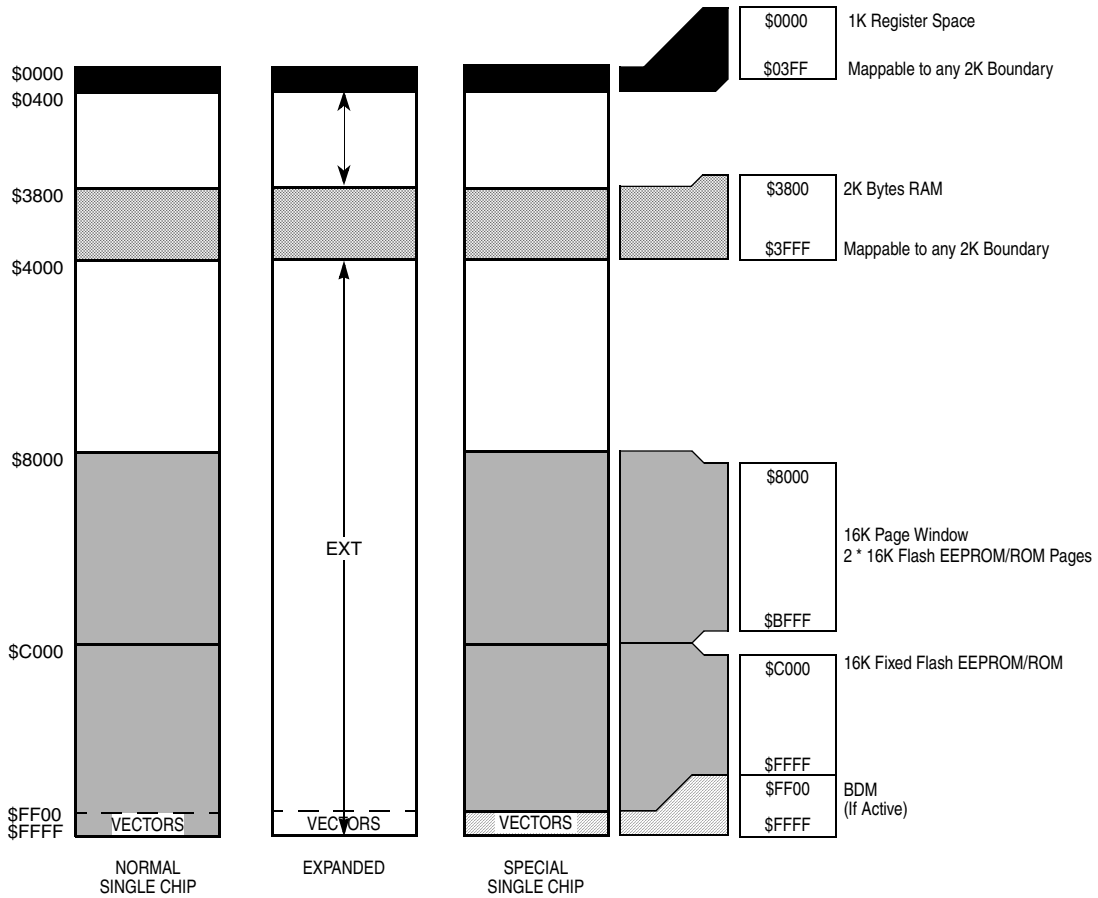 $0000
$0400
$3800
$4000
$8000
$C000
$FF00
$FFFF
VECTORS
NORMAL
SINGLE CHIP
EXT
VECTORS
EXPANDED
VECTORS
SPECIAL
SINGLE CHIP
$0000
1K Register Space
$03FF
Mappable to any 2K Boundary
$3800
2K Bytes RAM
$3FFF
Mappable to any 2K Boundary
$8000
16K Page Window
2 * 16K Flash EEPROM/ROM Pages
$BFFF
$C000
16K Fixed Flash EEPROM/ROM
$FFFF
$FF00
BDM
(If Active)
$FFFF